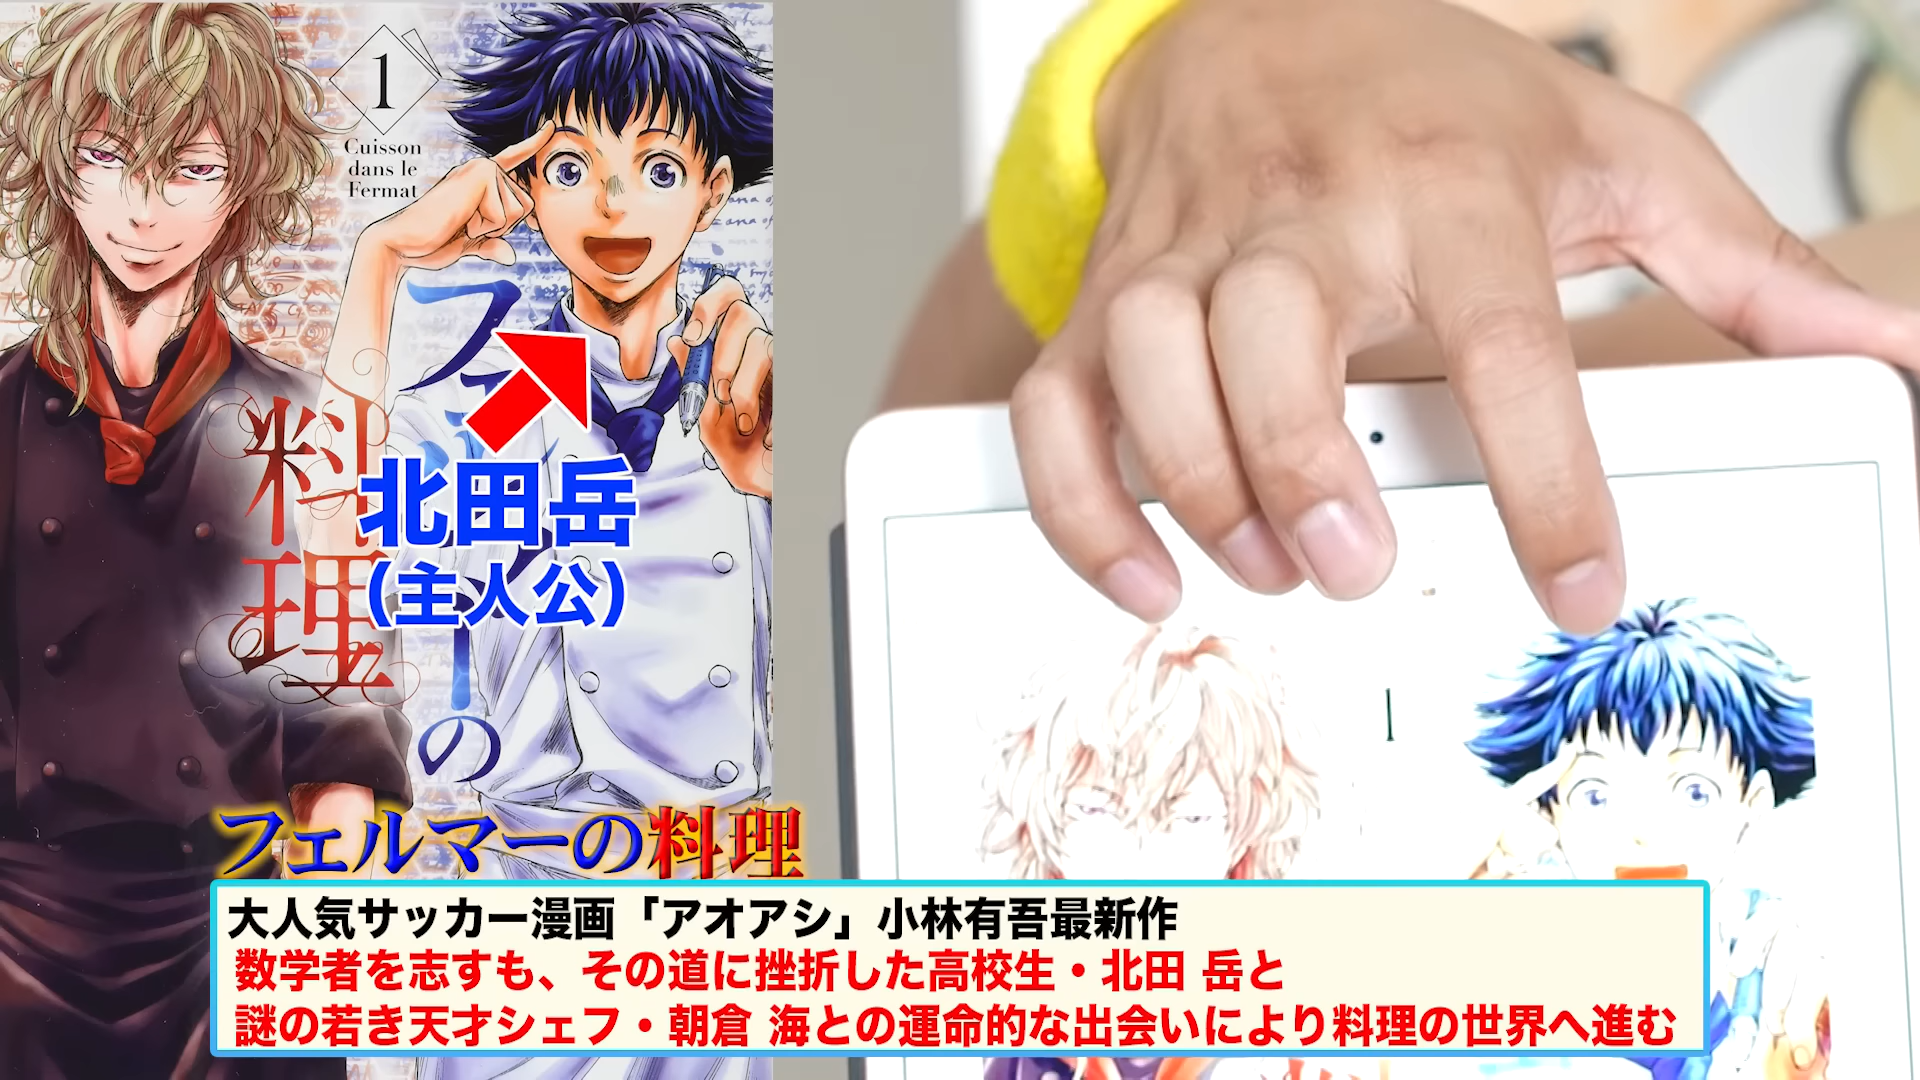 1
Cuisson
dans le
Fermat
料理
北田岳
(主人公)
フェルマーの料理
大人気サッカー漫画「アオアシ」小林有吾最新作
数学者を志すも、その道に挫折した高校生・北田 岳と
謎の若き天才シェフ・朝倉 海との運命的な出会いにより料理の世界へ進む